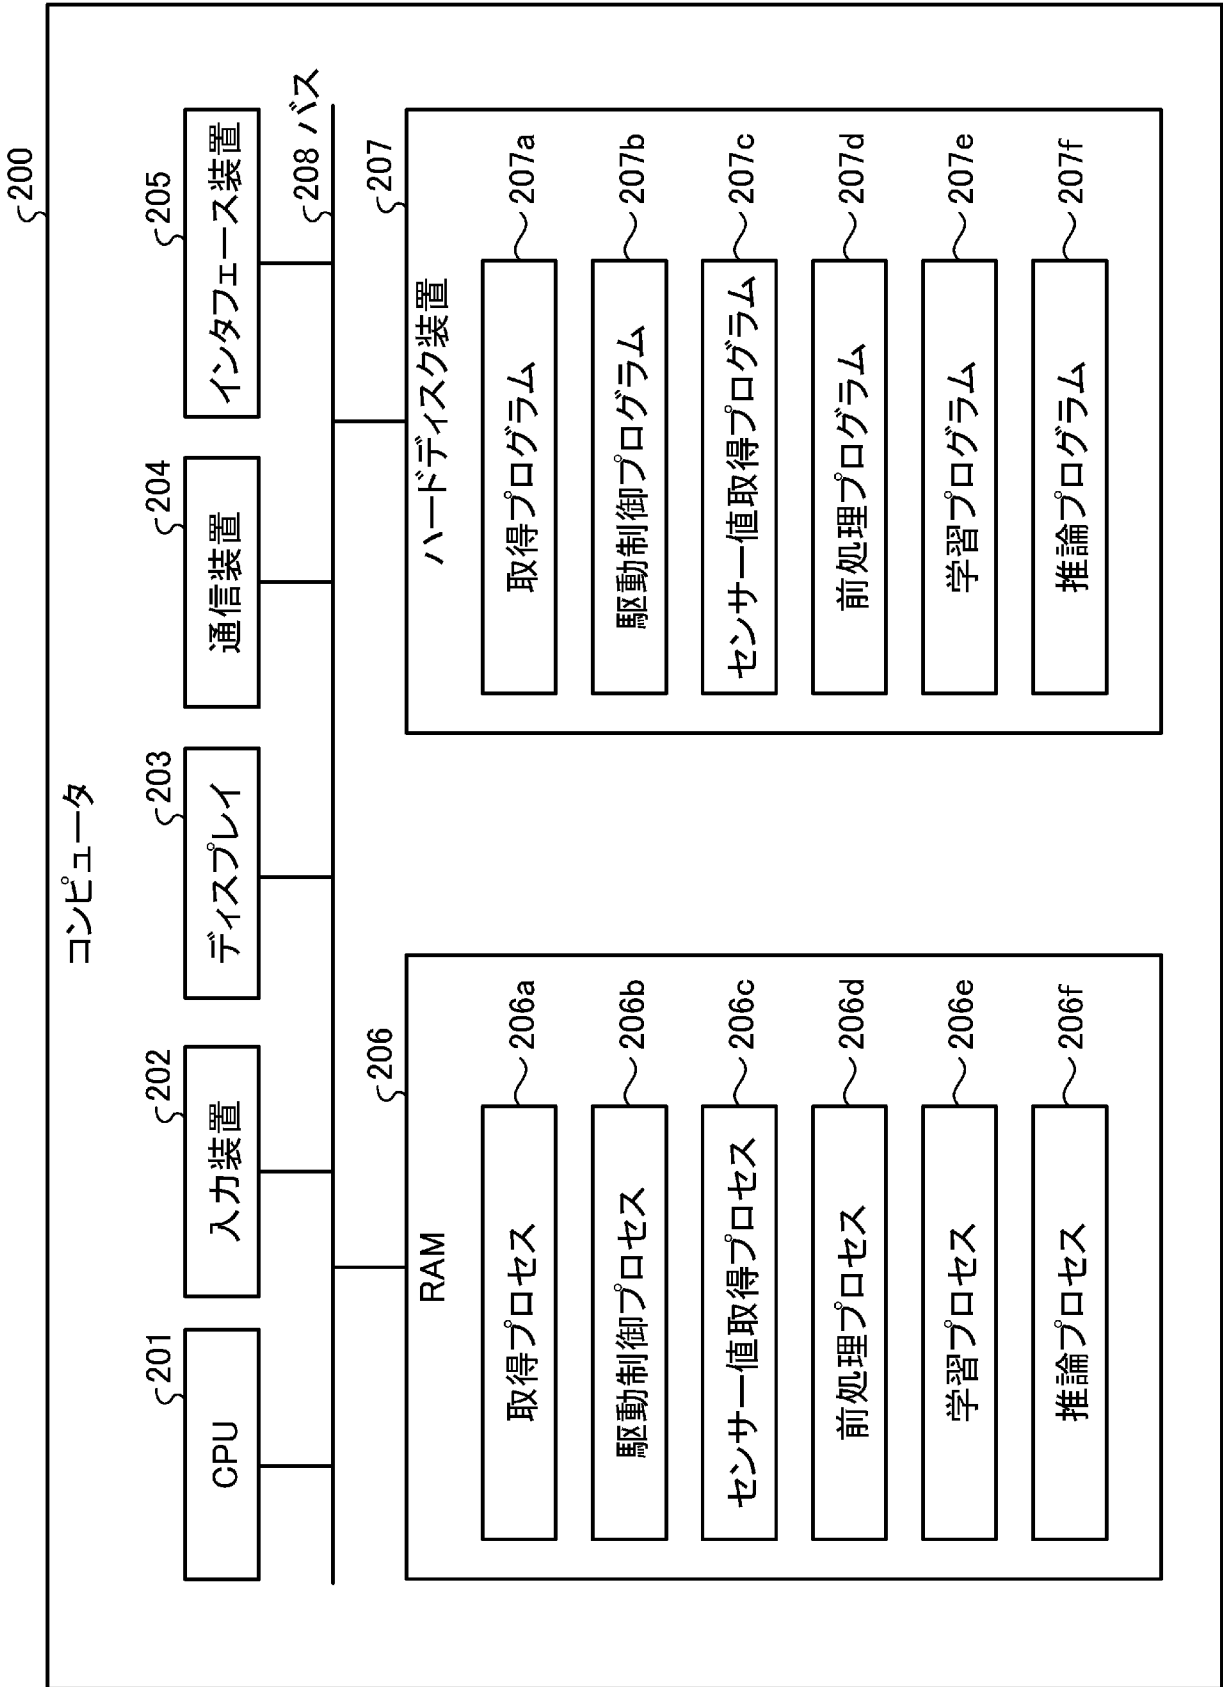 200
コンピュータ
201
CPU
202
入力装置
203
ディスプレイ
204
通信装置
205
インタフェース装置
208 バス
206
RAM
取得プロセス
206a
駆動制御プロセス
206b
センサー値取得プロセス
206c
前処理プロセス
206d
学習プロセス
206e
推論プロセス
206f
207
ハードディスク装置
取得プログラム
207a
駆動制御プログラム
207b
センサー値取得プログラム
207c
前処理プログラム
207d
学習プログラム
207e
推論プログラム
207f